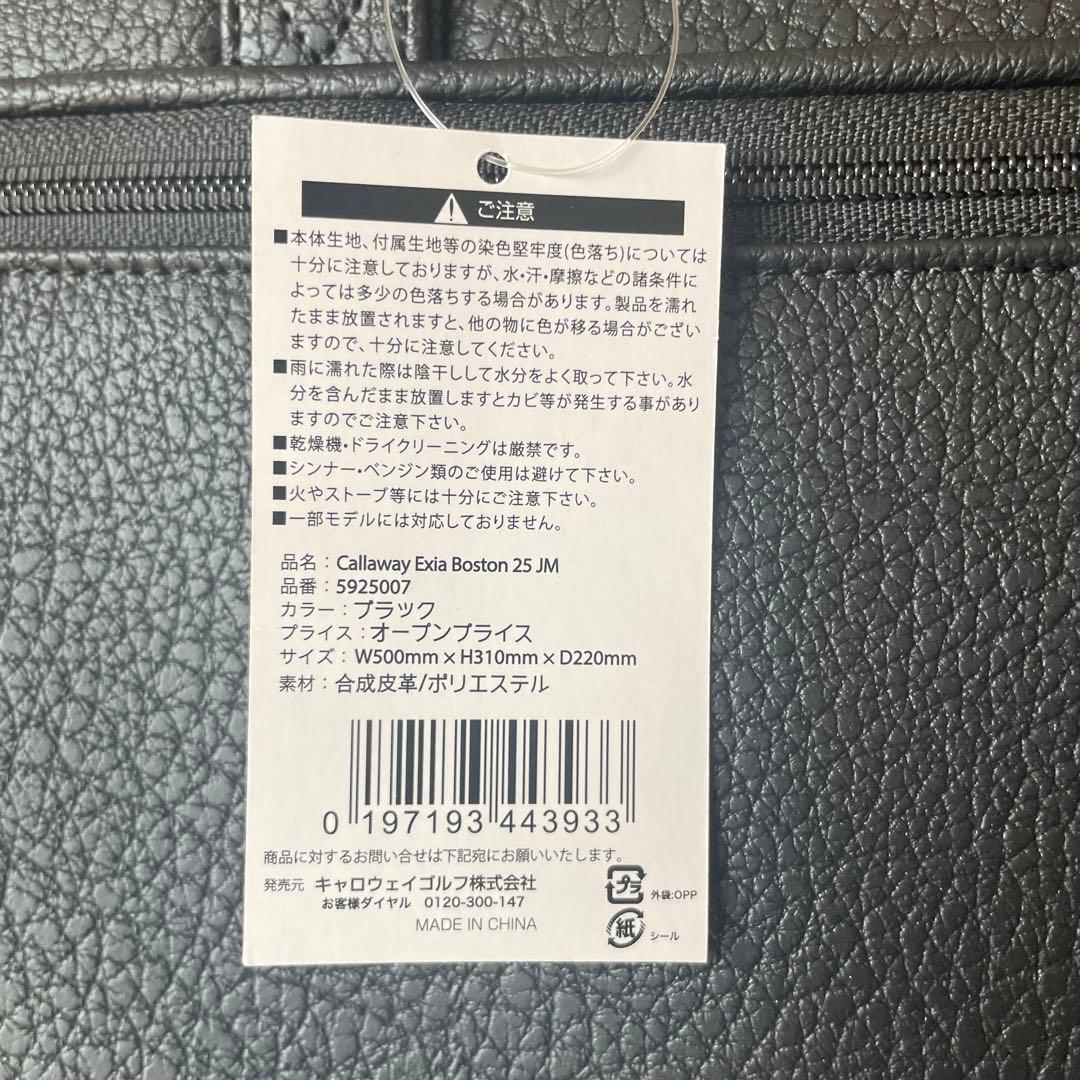 ご注意
■本体生地、付属生地等の染色堅牢度(色落ち)については
十分に注意しておりますが、水・汗・摩擦などの諸条件に
よっては多少の色落ちする場合があります。製品を濡れ
たまま放置されますと、他の物に色が移る場合がござい
ますので、十分に注意してください。
■雨に濡れた際は陰干しして水分をよく取って下さい。水
分を含んだまま放置しますとカビ等が発生する事があり
ますのでご注意下さい。
■乾燥機・ドライクリーニングは厳禁です。
■シンナー・ベンジン類のご使用は避けて下さい。
■火やストーブ等には十分にご注意下さい。
■一部モデルには対応しておりません。
品名：Callaway Exia Boston 25 JM
品番：5925007
カラー：ブラック
プライス：オープンプライス
サイズ：W500mm×H310mm×D220mm
素材：合成皮革/ポリエステル
0 197193 443933
商品に対するお問い合せは下記宛にお願いいたします。
発売元 キャロウェイゴルフ株式会社
お客様ダイヤル 0120-300-147
MADE IN CHINA
プラ 外袋:OPP
紙 シール